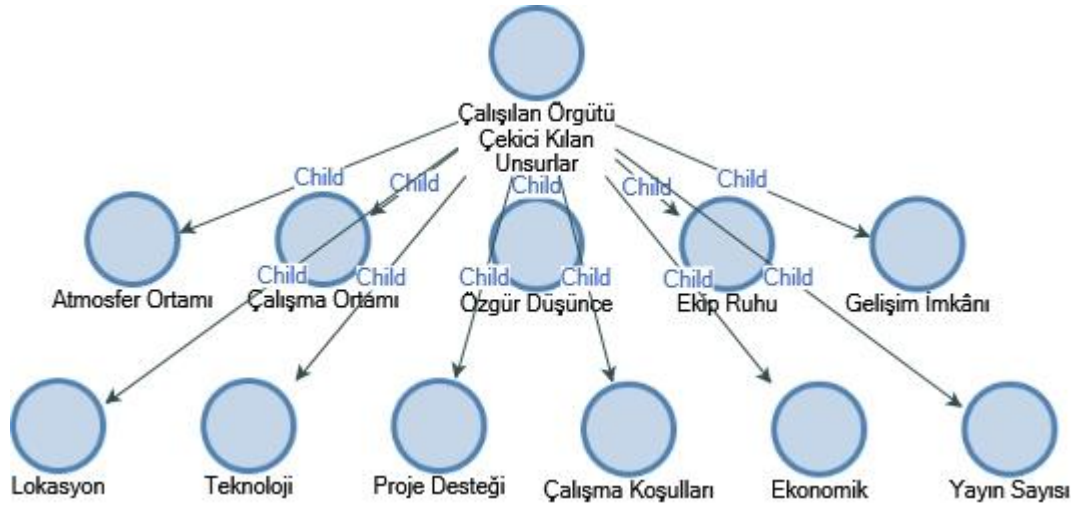 Çalışılan Örgütü
Çekici Kılan
Unsurlar
Child
Child
Child
Child
Child
Atmosfer Ortamı
Çalışma Ortamı
Özgür Düşünce
Ekip Ruhu
Gelişim İmkânı
Child
Child
Child
Child
Child
Child
Lokasyon
Teknoloji
Proje Desteği
Çalışma Koşulları
Ekonomik
Yayın Sayısı